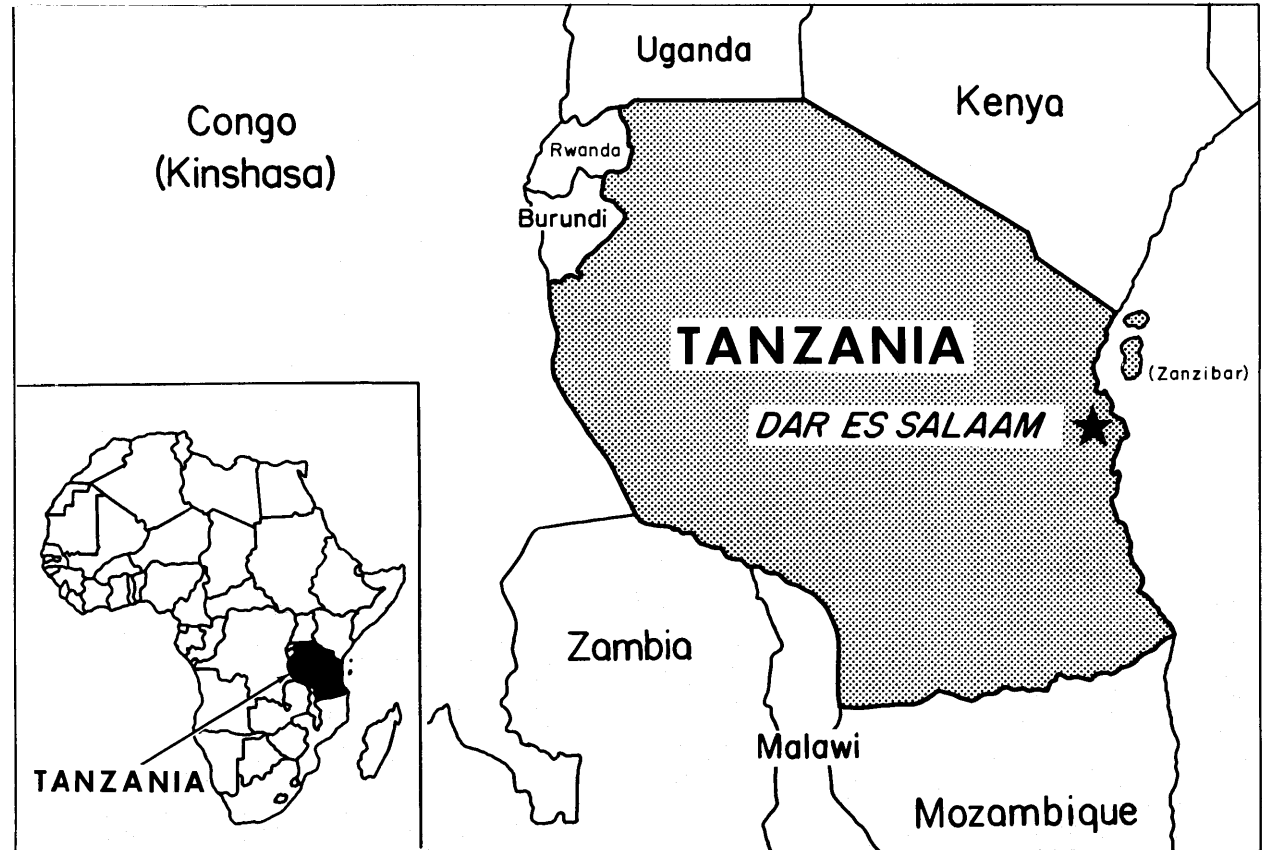 Uganda
Kenya
Congo
(Kinshasa)
Rwanda
Burundi
TANZANIA
(Zanzibar)
DAR ES SALAAM
Zambia
Malawi
TANZANIA
Mozambique